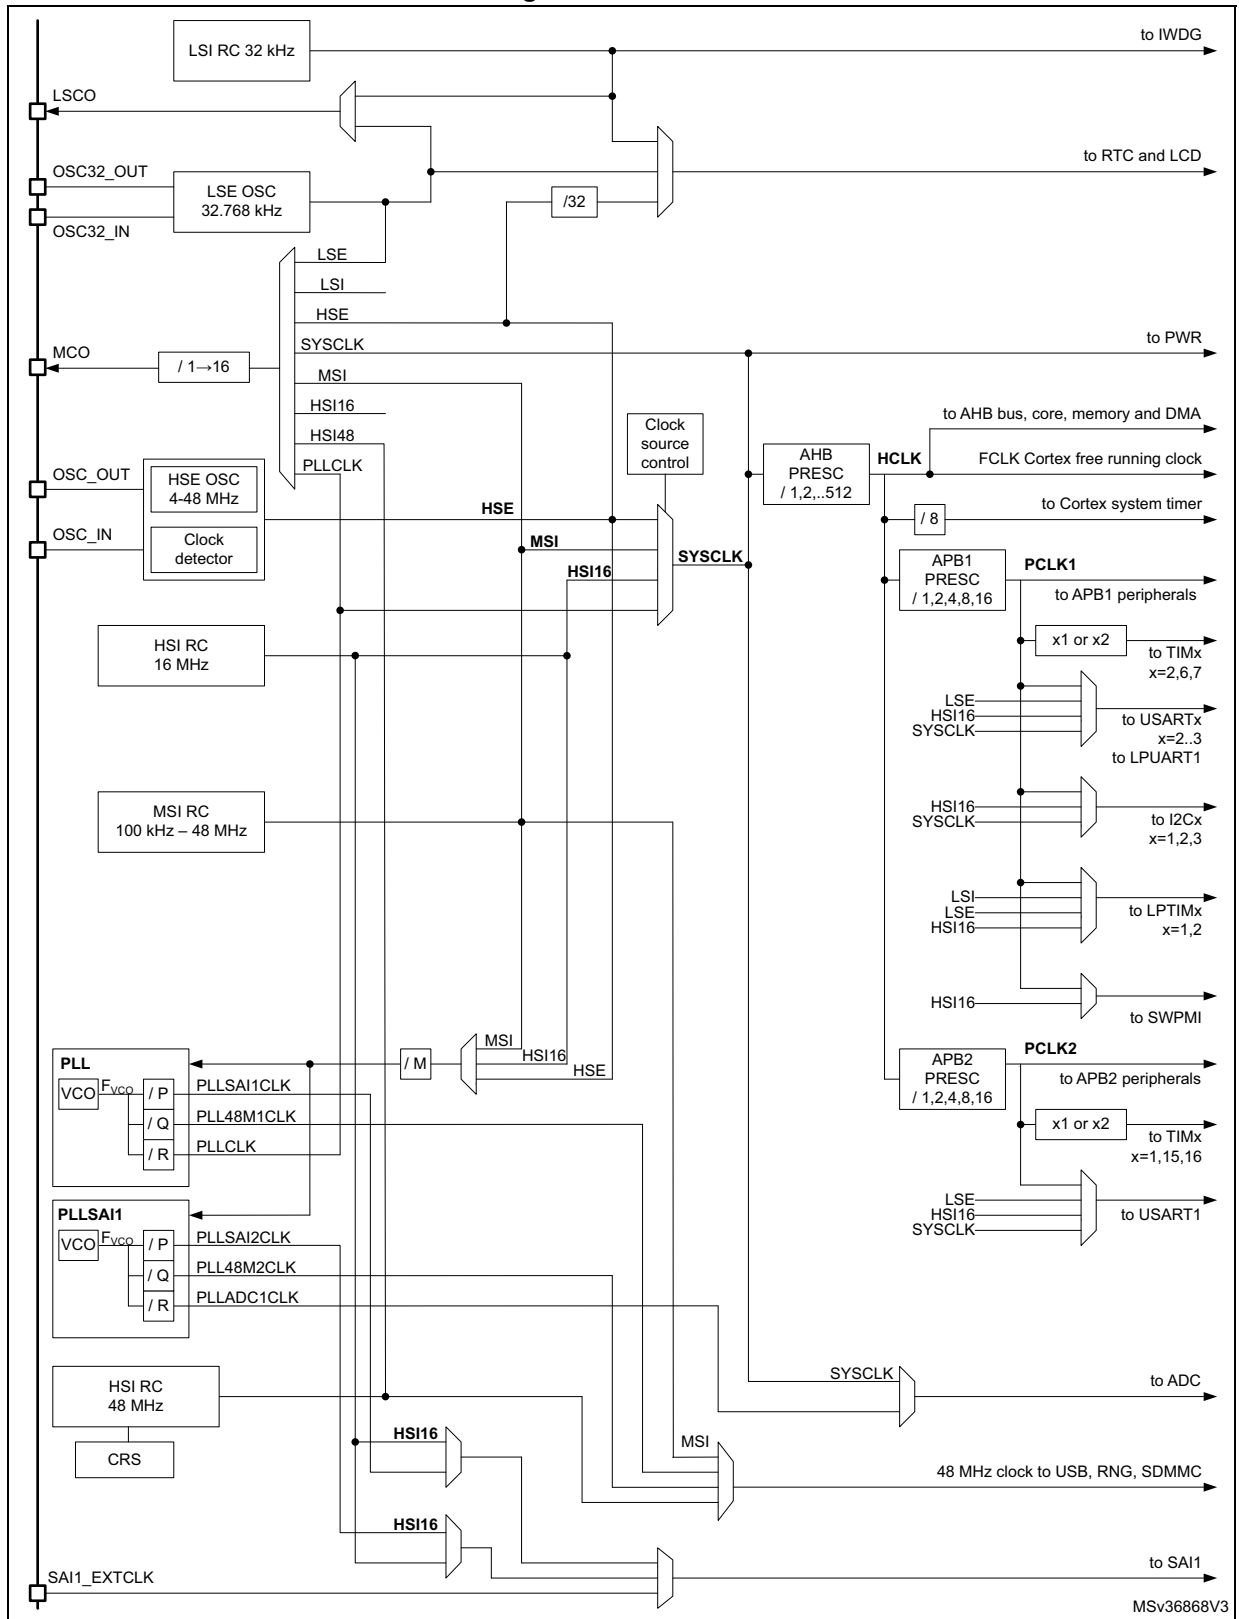 LSI RC 32 kHz
to IWDG
LSCO
OSC32_OUT
to RTC and LCD
LSE OSC
32.768 kHz
/32
OSC32_IN
LSE
LSI
HSE
SYSCLK
to PWR
MCO
/ 1→16
MSI
HSI16
HSI48
PLLCLK
Clock
source
control
to AHB bus, core, memory and DMA
AHB
PRESC
/ 1,2,..512
HCLK
FCLK Cortex free running clock
OSC_OUT
HSE OSC
4-48 MHz
OSC_IN
Clock
detector
HSE
MSI
HSI16
SYSCLK
/ 8
to Cortex system timer
APB1
PRESC
/ 1,2,4,8,16
PCLK1
to APB1 peripherals
HSI RC
16 MHz
x1 or x2
to TIMx
x=2,6,7
LSE
HSI16
SYSCLK
to USARTx
x=2..3
to LPUART1
MSI RC
100 kHz – 48 MHz
HSI16
SYSCLK
to I2Cx
x=1,2,3
LSI
LSE
HSI16
to LPTIMx
x=1,2
HSI16
to SWPMI
MSI
HSI16
HSE
/ M
PLL
VCO
FVCO
/ P
PLLSAI1CLK
/ Q
PLL48M1CLK
/ R
PLLCLK
APB2
PRESC
/ 1,2,4,8,16
PCLK2
to APB2 peripherals
x1 or x2
to TIMx
x=1,15,16
LSE
HSI16
SYSCLK
to USART1
PLLSAI1
VCO
FVCO
/ P
PLLSAI2CLK
/ Q
PLL48M2CLK
/ R
PLLADC1CLK
HSI RC
48 MHz
CRS
SYSCLK
to ADC
HSI16
MSI
48 MHz clock to USB, RNG, SDMMC
HSI16
SAI1_EXTCLK
to SAI1
MSv36868V3